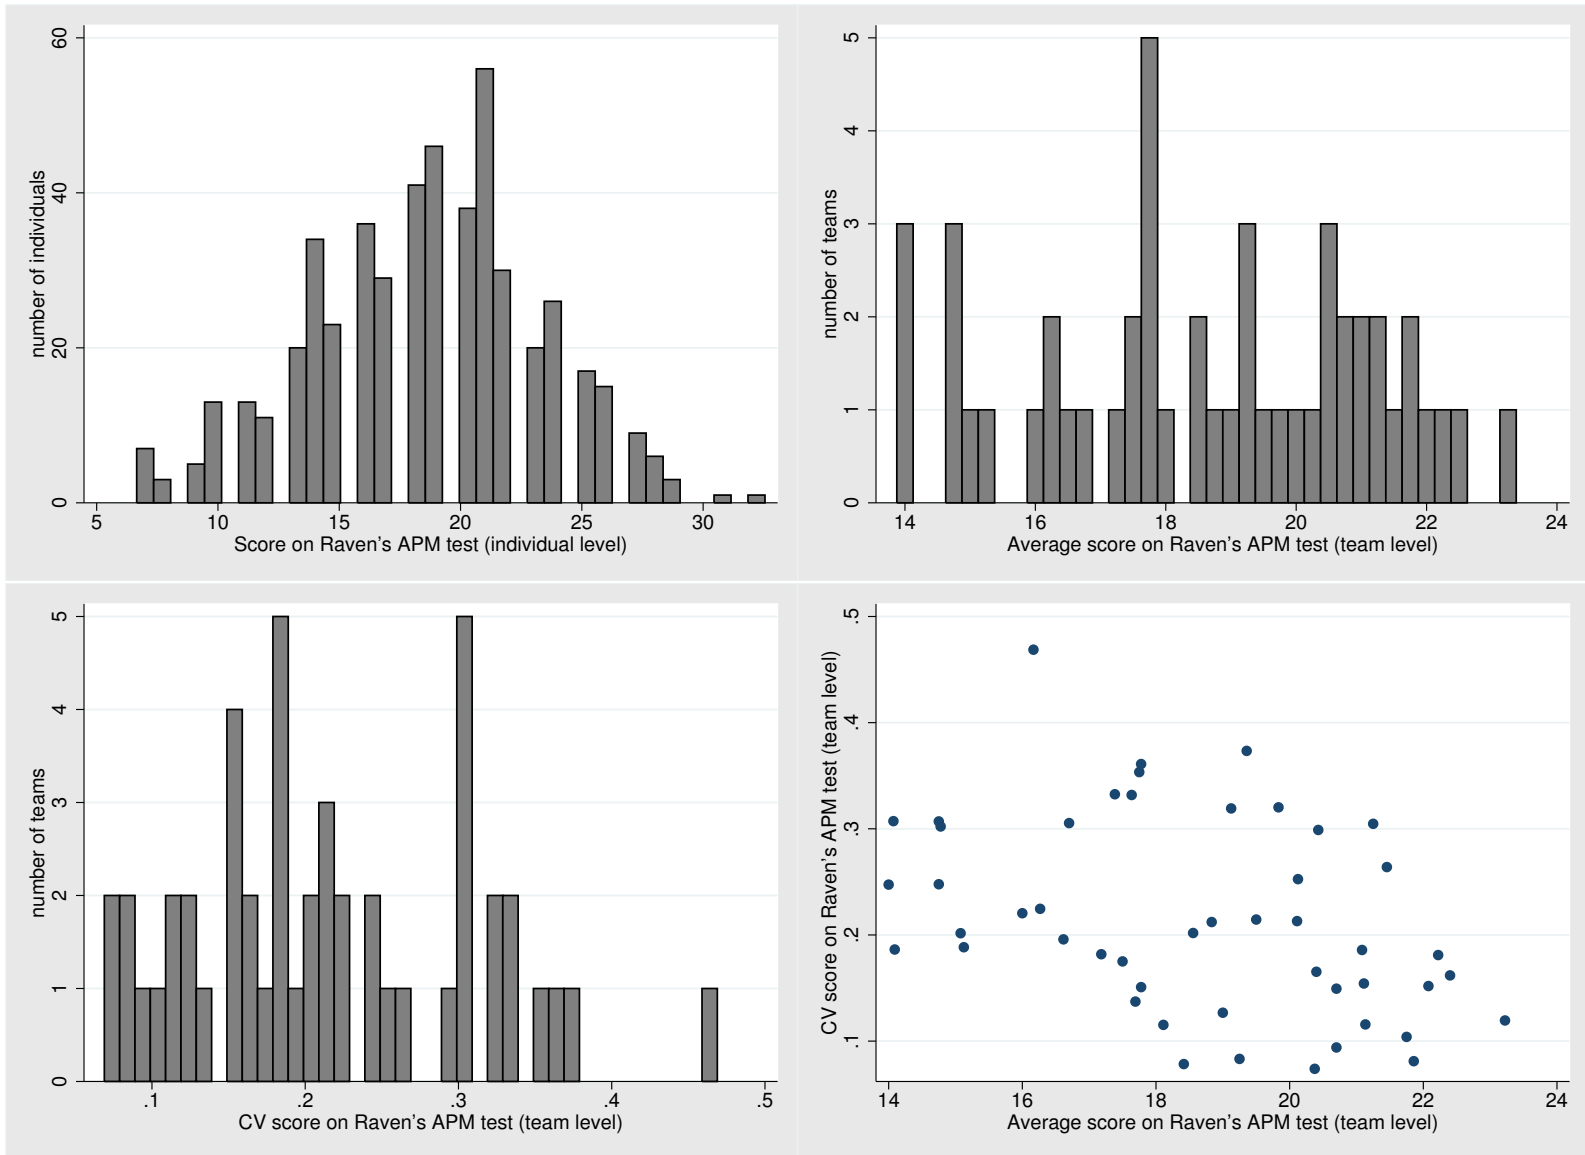 60
40
20
0
number of individuals
5 10 15 20 25 30
Score on Raven's APM test (individual level)
5
4
3
2
1
0
number of teams
14 16 18 20 22 24
Average score on Raven's APM test (team level)
5
4
3
2
1
0
number of teams
.1 .2 .3 .4 .5
CV score on Raven's APM test (team level)
.5
.4
.3
.2
.1
CV score on Raven's APM test (team level)
14 16 18 20 22 24
Average score on Raven's APM test (team level)